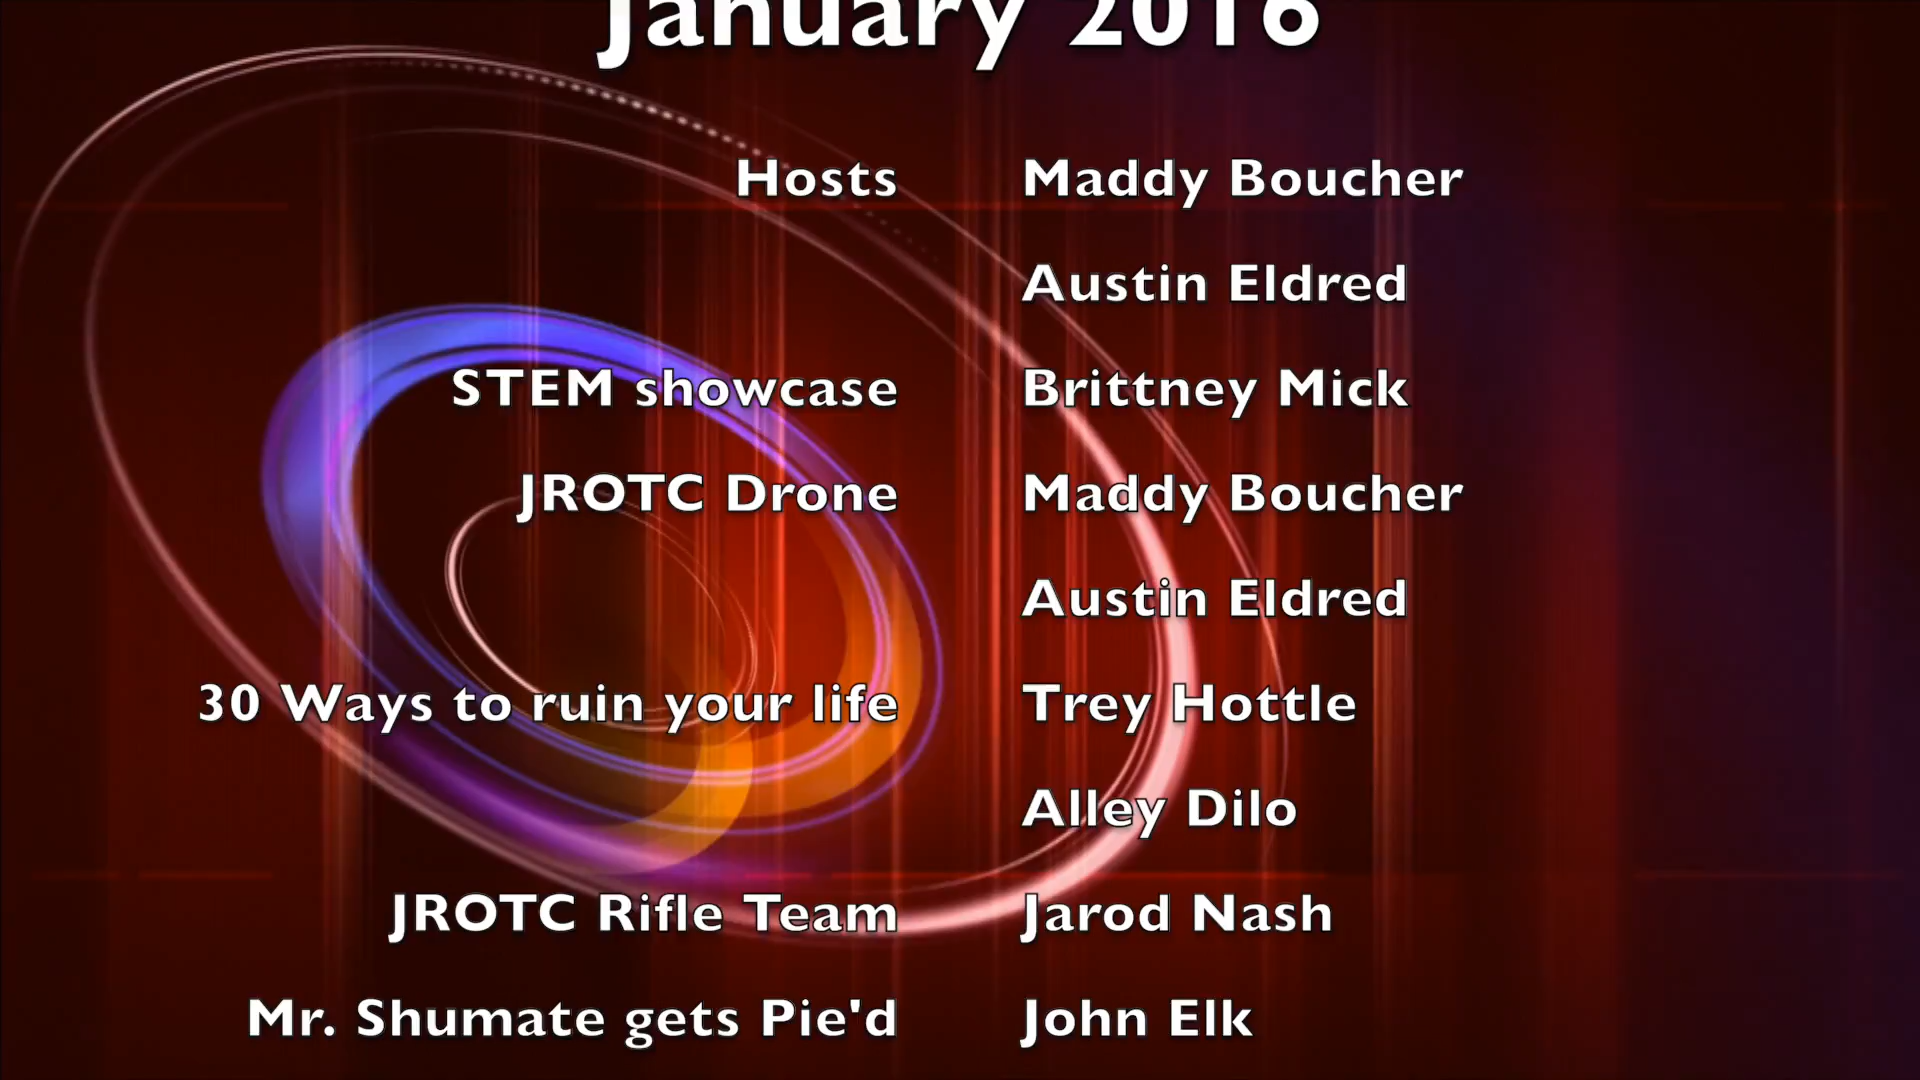 January 2016
Hosts Maddy Boucher
Austin Eldred
STEM showcase Brittney Mick
JROTC Drone Maddy Boucher
Austin Eldred
30 Ways to ruin your life Trey Hottle
Alley Dilo
JROTC Rifle Team Jarod Nash
Mr. Shumate gets Pie'd John Elk